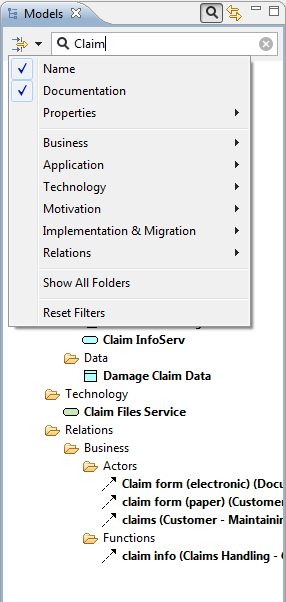 Models
Claim
Name
Documentation
Properties
Business
Application
Technology
Motivation
Implementation & Migration
Relations
Show All Folders
Reset Filters
Claim InfoServ
Data
Damage Claim Data
Technology
Claim Files Service
Relations
Business
Actors
Claim form (electronic) (Docu
claim form (paper) (Custome
claims (Customer - Maintainin
Functions
claim info (Claims Handling -